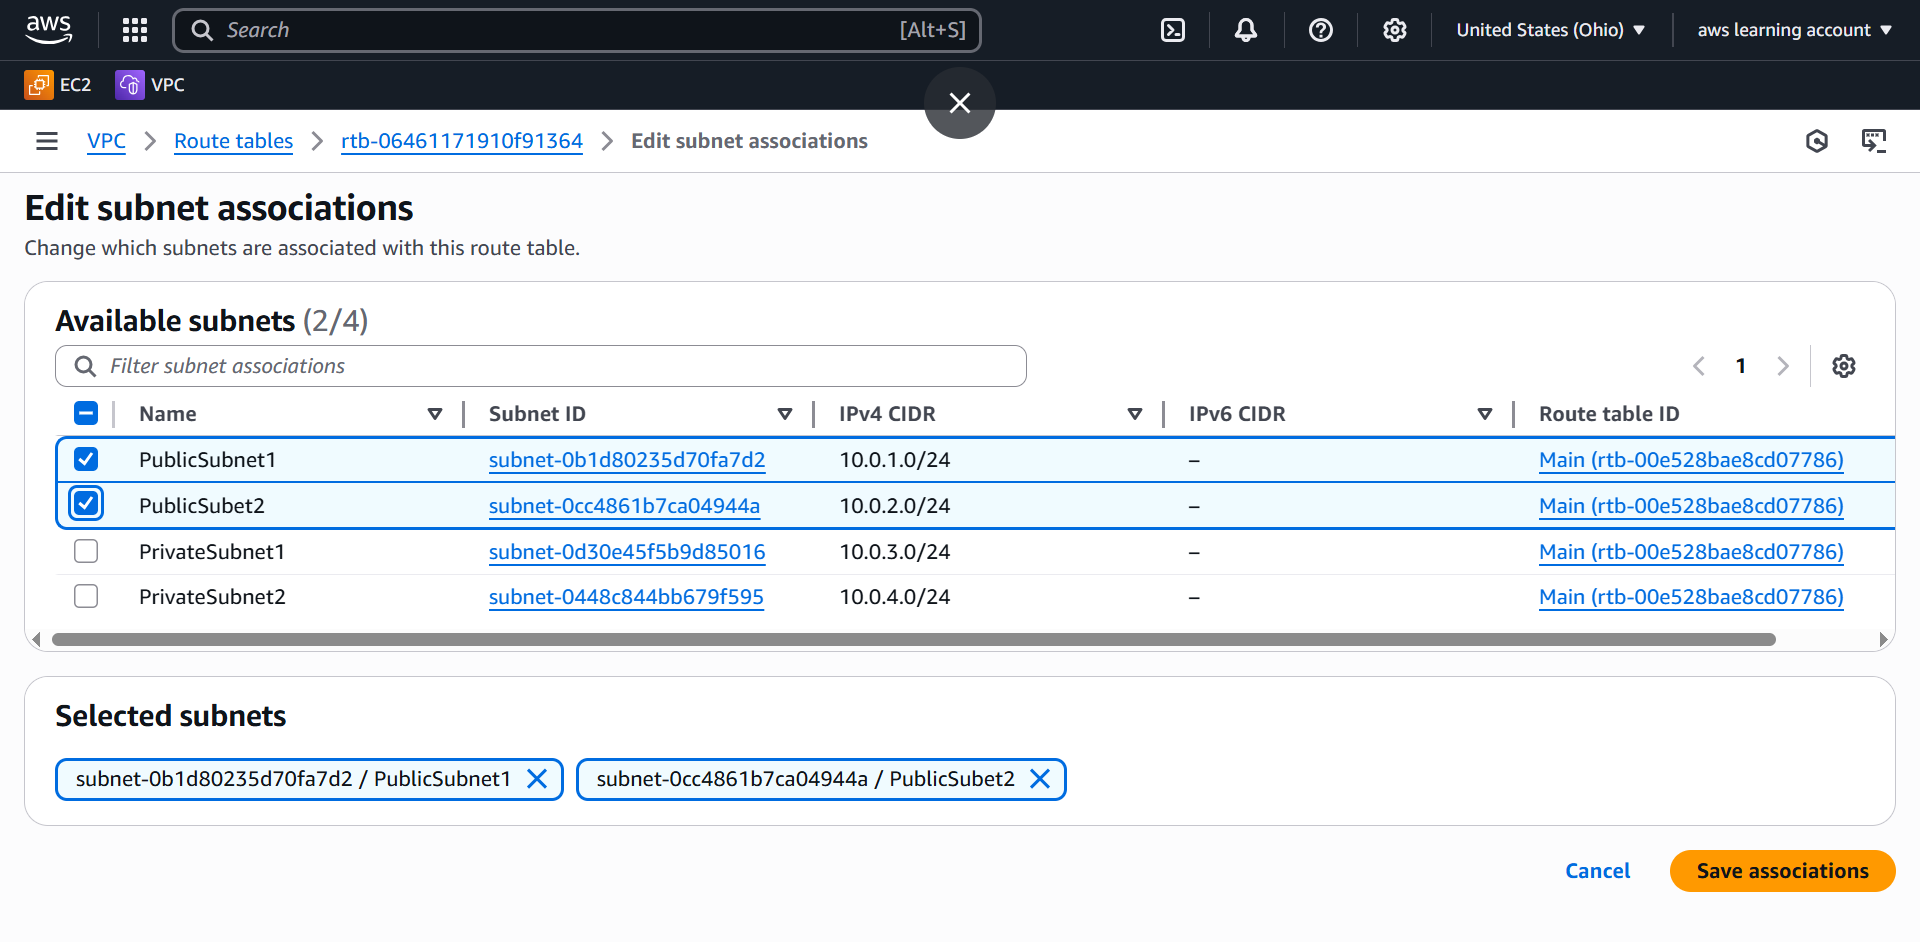 aws
Search [Alt+S] United States (Ohio) aws learning account
EC2 VPC
VPC Route tables rtb-06461171910f91364 Edit subnet associations
Edit subnet associations
Change which subnets are associated with this route table.
Available subnets (2/4)
Filter subnet associations 1
Name Subnet ID IPv4 CIDR IPv6 CIDR Route table ID
PublicSubnet1 subnet-0b1d80235d70fa7d2 10.0.1.0/24 – Main (rtb-00e528bae8cd07786)
PublicSubet2 subnet-0cc4861b7ca04944a 10.0.2.0/24 – Main (rtb-00e528bae8cd07786)
PrivateSubnet1 subnet-0d30e45f5b9d85016 10.0.3.0/24 – Main (rtb-00e528bae8cd07786)
PrivateSubnet2 subnet-0448c844bb679f595 10.0.4.0/24 – Main (rtb-00e528bae8cd07786)
Selected subnets
subnet-0b1d80235d70fa7d2 / PublicSubnet1 subnet-0cc4861b7ca04944a / PublicSubet2
Cancel Save associations